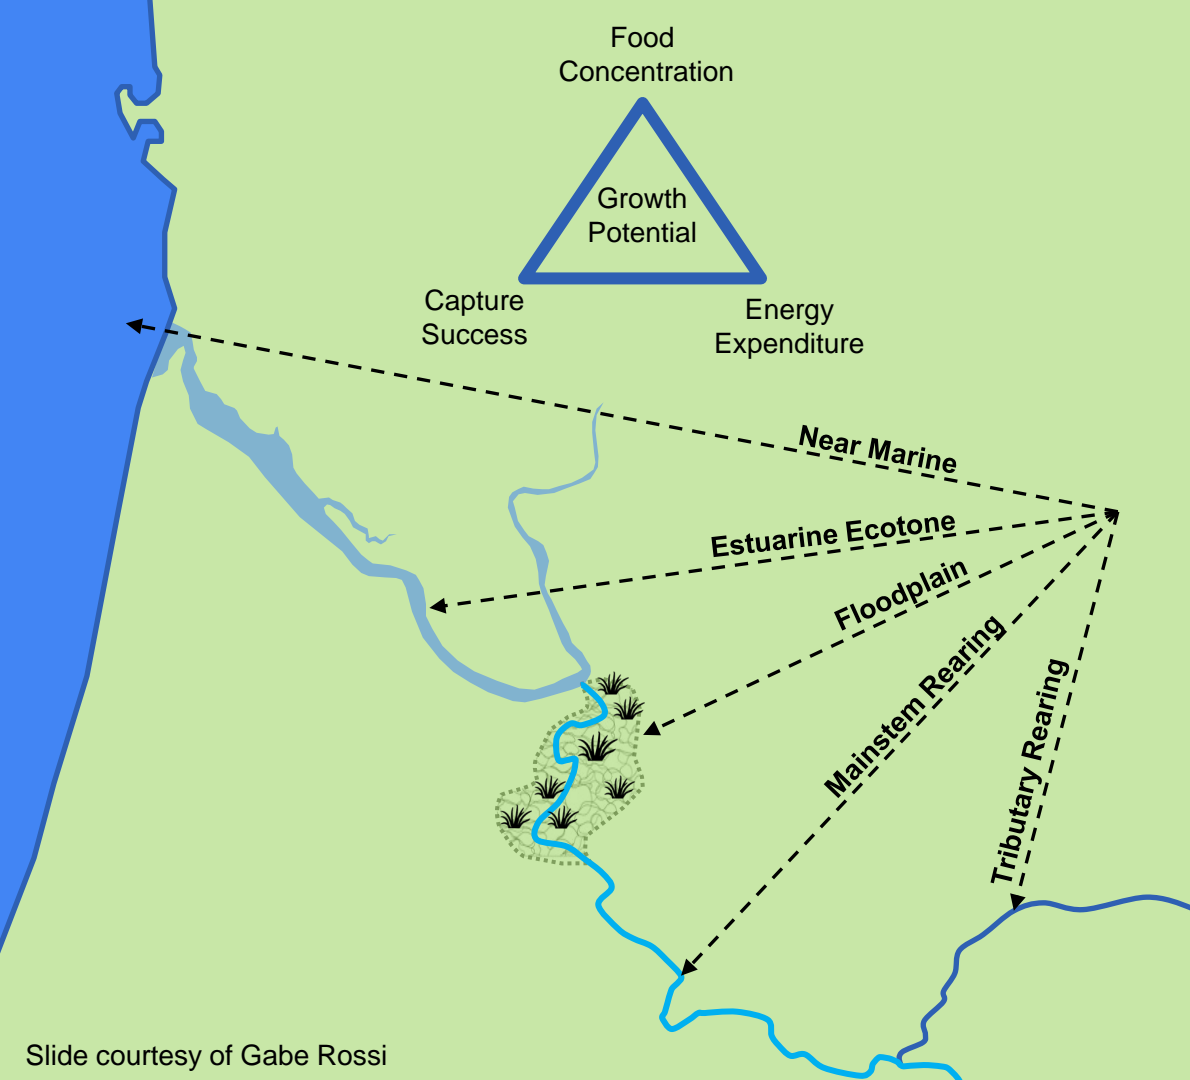 Food
Concentration
Growth
Potential
Capture
Success
Energy
Expenditure
Near Marine
Estuarine Ecotone
Floodplain
Mainstem Rearing
Tributary Rearing
Slide courtesy of Gabe Rossi